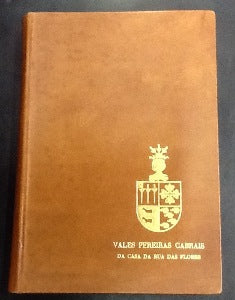 VALES PEREIRAS CABRAIS
DA CASA DA RUA DAS FLORES